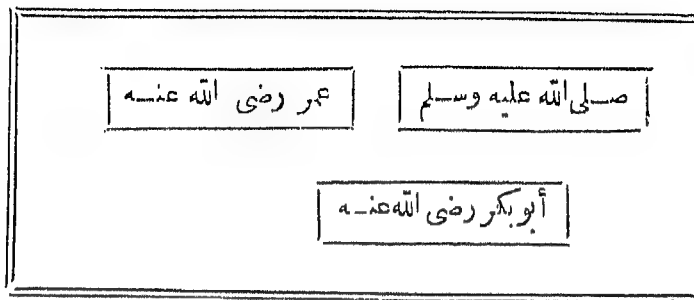 صلى الله عليه وسلم
عمر رضى الله عنه
أبو بكر رضى الله عنه